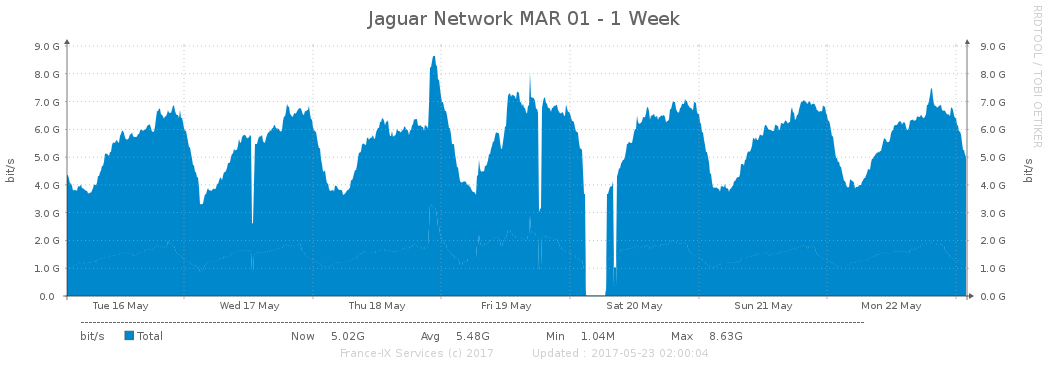 Jaguar Network MAR 01 - 1 Week
RRDTOOL / TOBI OETIKER
9.0 G 9.0 G
8.0 G 8.0 G
7.0 G 7.0 G
6.0 G 6.0 G
5.0 G 5.0 G
4.0 G 4.0 G
3.0 G 3.0 G
2.0 G 2.0 G
1.0 G 1.0 G
0.0 0.0 G
bit/s bit/s
Tue 16 May Wed 17 May Thu 18 May Fri 19 May Sat 20 May Sun 21 May Mon 22 May
bit/s Total Now 5.02G Avg 5.48G Min 1.04M Max 8.63G
France-IX Services (c) 2017 Updated : 2017-05-23 02:00:04